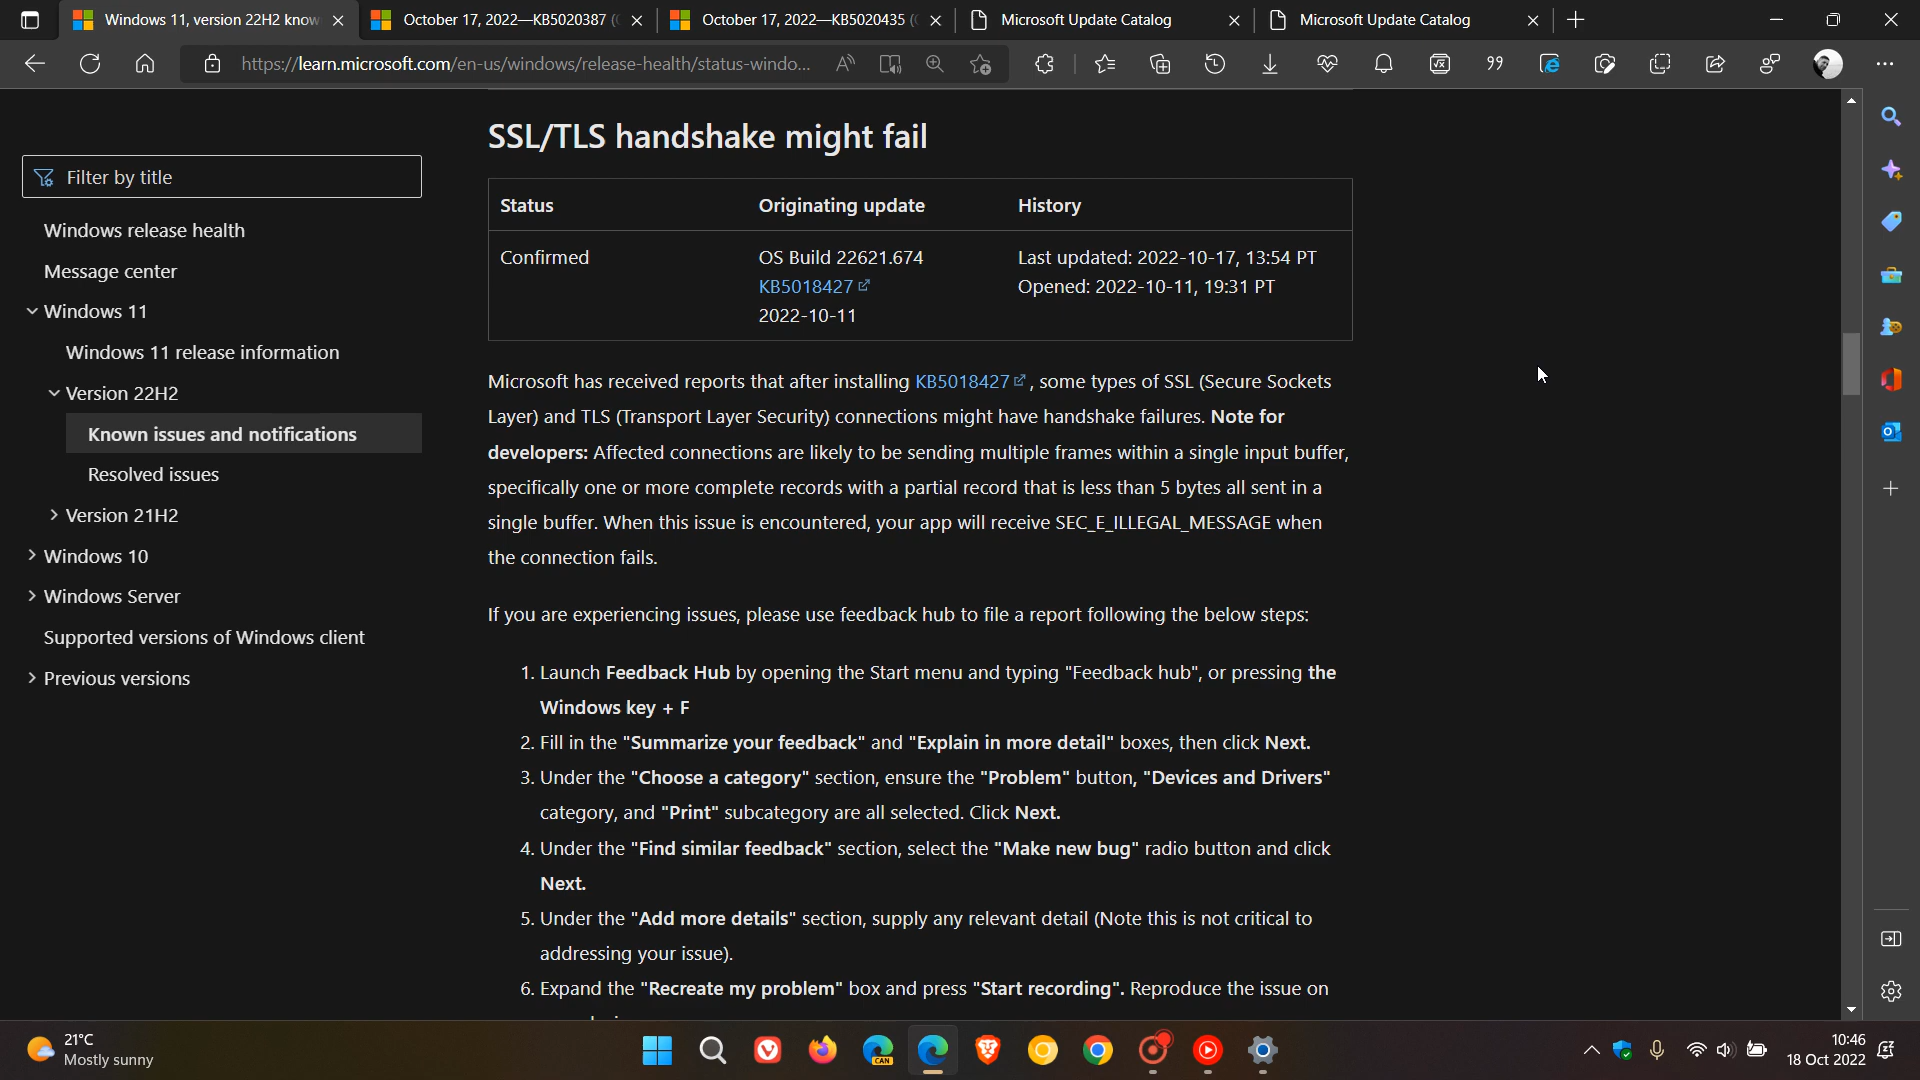 Windows 11, version 22H2 know
October 17, 2022—KB5020387 (
October 17, 2022—KB5020435 (
Microsoft Update Catalog
Microsoft Update Catalog
https://learn.microsoft.com/en-us/windows/release-health/status-windo...
Filter by title
Windows release health
Message center
Windows 11
Windows 11 release information
Version 22H2
Known issues and notifications
Resolved issues
Version 21H2
Windows 10
Windows Server
Supported versions of Windows client
Previous versions
SSL/TLS handshake might fail
Status Originating update History
Confirmed OS Build 22621.674 Last updated: 2022-10-17, 13:54 PT
KB5018427 Opened: 2022-10-11, 19:31 PT
2022-10-11
Microsoft has received reports that after installing KB5018427 , some types of SSL (Secure Sockets
Layer) and TLS (Transport Layer Security) connections might have handshake failures. Note for
developers: Affected connections are likely to be sending multiple frames within a single input buffer,
specifically one or more complete records with a partial record that is less than 5 bytes all sent in a
single buffer. When this issue is encountered, your app will receive SEC_E_ILLEGAL_MESSAGE when
the connection fails.
If you are experiencing issues, please use feedback hub to file a report following the below steps:
1. Launch Feedback Hub by opening the Start menu and typing "Feedback hub", or pressing the
Windows key + F
2. Fill in the "Summarize your feedback" and "Explain in more detail" boxes, then click Next.
3. Under the "Choose a category" section, ensure the "Problem" button, "Devices and Drivers"
category, and "Print" subcategory are all selected. Click Next.
4. Under the "Find similar feedback" section, select the "Make new bug" radio button and click
Next.
5. Under the "Add more details" section, supply any relevant detail (Note this is not critical to
addressing your issue).
6. Expand the "Recreate my problem" box and press "Start recording". Reproduce the issue on
21°C
Mostly sunny
CAN
10:46
18 Oct 2022